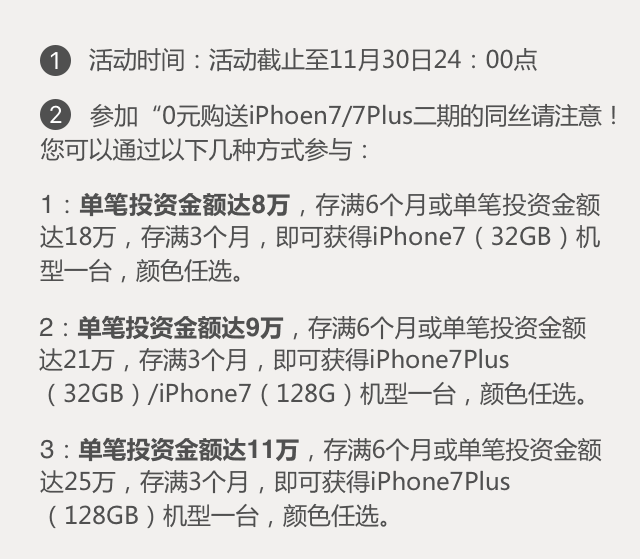 1 活动时间：活动截止至11月30日24：00点
2 参加“0元购送iPhoen7/7Plus二期的同丝请注意！
您可以通过以下几种方式参与：
1：单笔投资金额达8万，存满6个月或单笔投资金额
达18万，存满3个月，即可获得iPhone7（32GB）机
型一台，颜色任选。
2：单笔投资金额达9万，存满6个月或单笔投资金额
达21万，存满3个月，即可获得iPhone7Plus
（32GB）/iPhone7（128G）机型一台，颜色任选。
3：单笔投资金额达11万，存满6个月或单笔投资金额
达25万，存满3个月，即可获得iPhone7Plus
（128GB）机型一台，颜色任选。